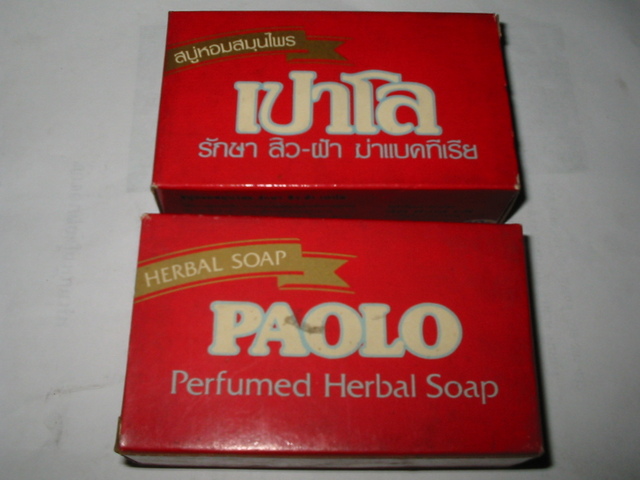 สบู่หอมสมุนไพร
เปาโล
รักษา สิว-ฝ้า ฆ่าแบคทีเรีย
HERBAL SOAP
PAOLO
Perfumed Herbal Soap